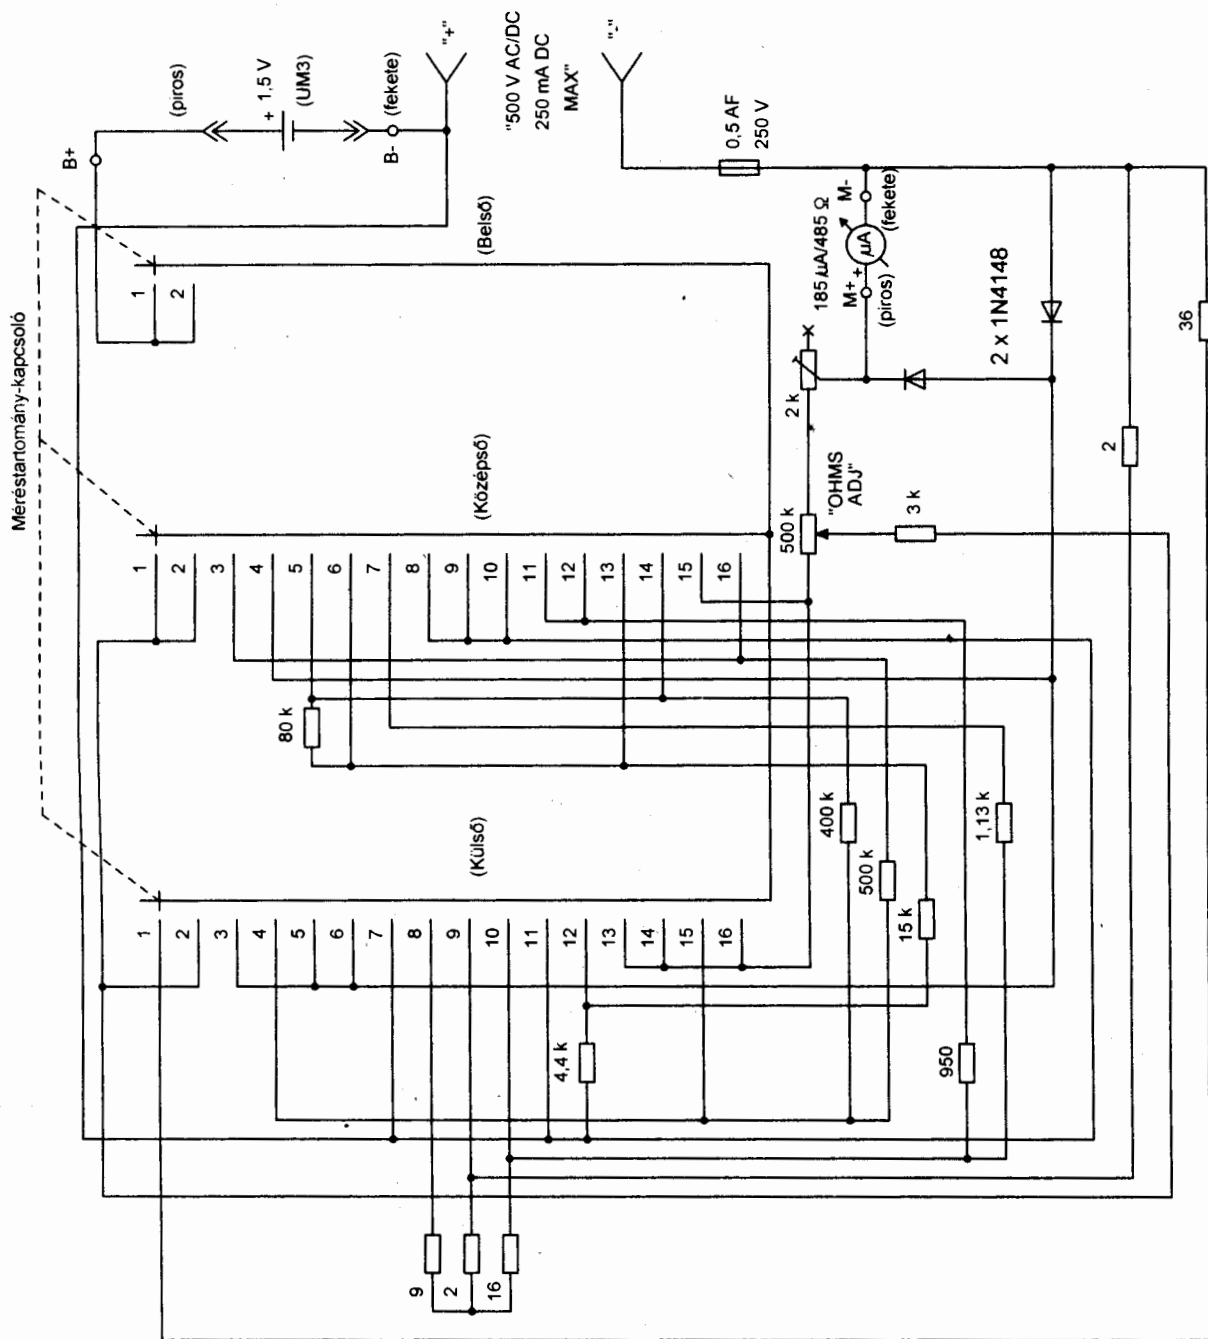 Méréstartomány-kapcsoló
B+
(piros)
+ 1,5 V
(UM3)
B-
(fekete)
"+"
"500 V AC/DC
250 mA DC
MAX"
"-"
0,5 AF
250 V
(Belső)
1
2
185 µA/485 Ω
M+
+
µA
M-
(piros)
(fekete)
2 x 1N4148
36
2
(Középső)
1
2
3
4
5
6
7
8
9
10
11
12
13
14
15
16
2 k
500 k
"OHMS
ADJ"
3 k
80 k
400 k
500 k
15 k
1,13 k
950
(Külső)
1
2
3
4
5
6
7
8
9
10
11
12
13
14
15
16
4,4 k
9
2
16